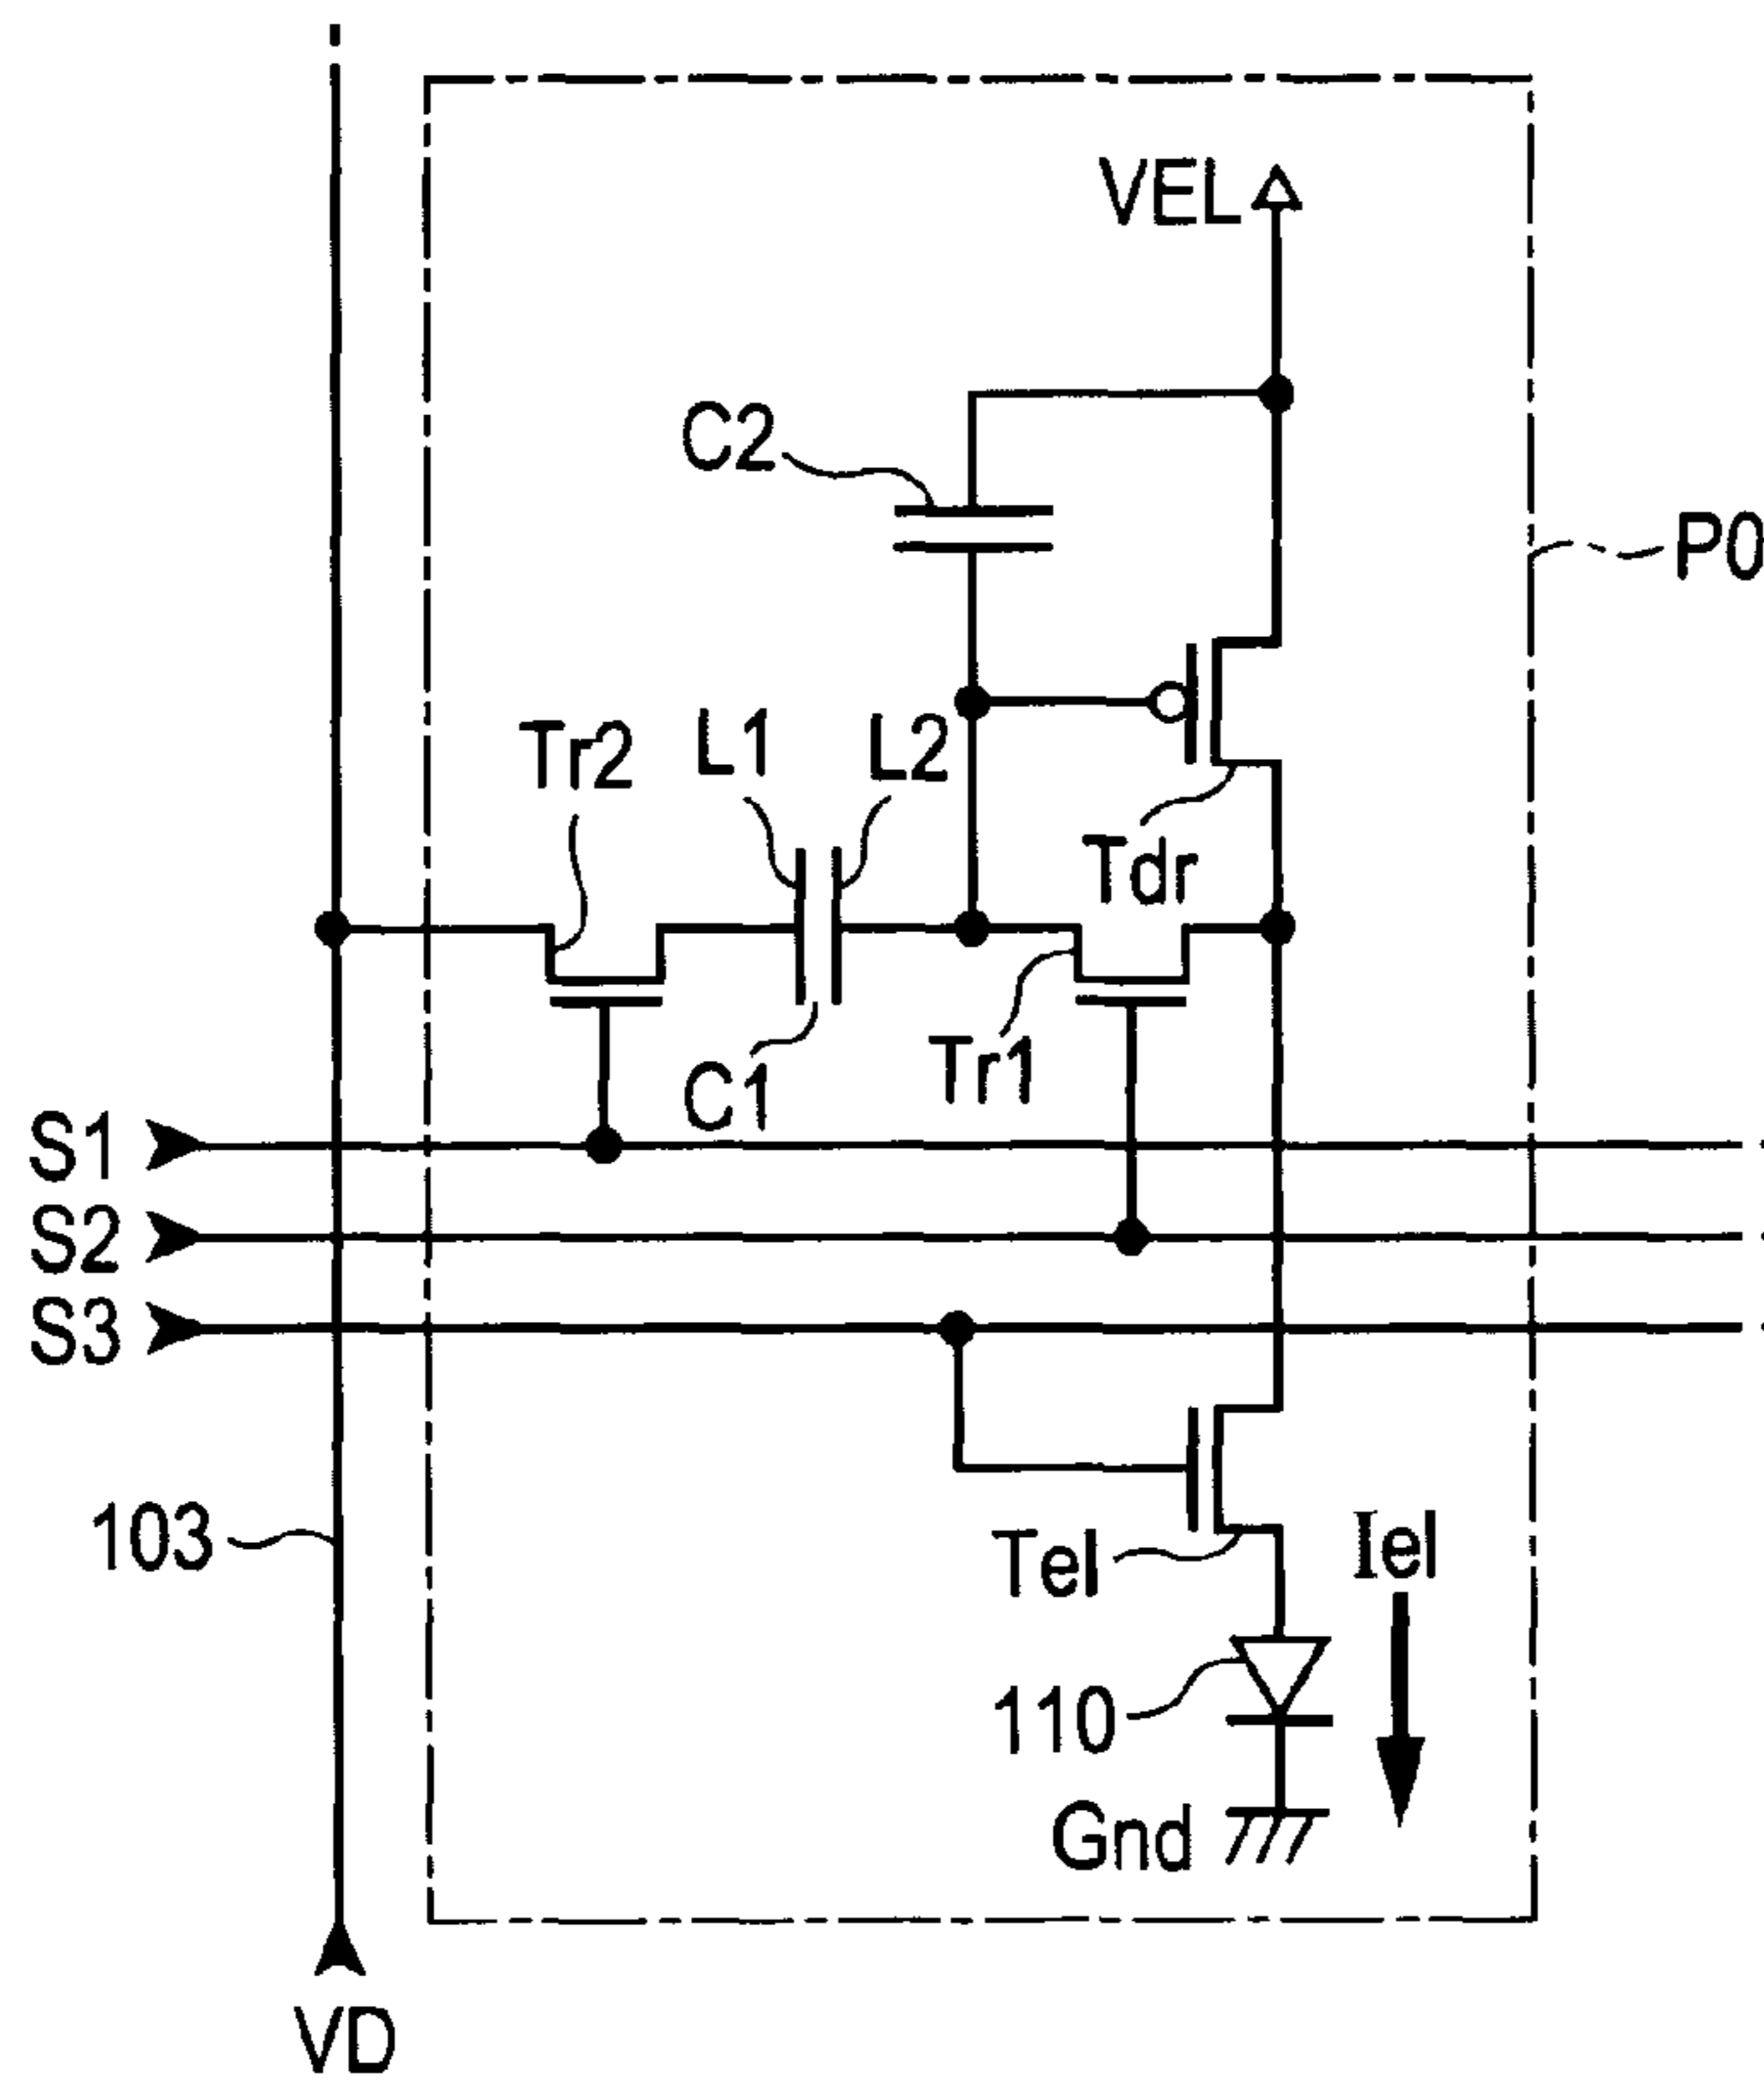 VEL
C2
P0
Tr2
L1
L2
Tdr
C1
Tr1
S1
S2
S3
103
Tel
Iel
110
Gnd
VD